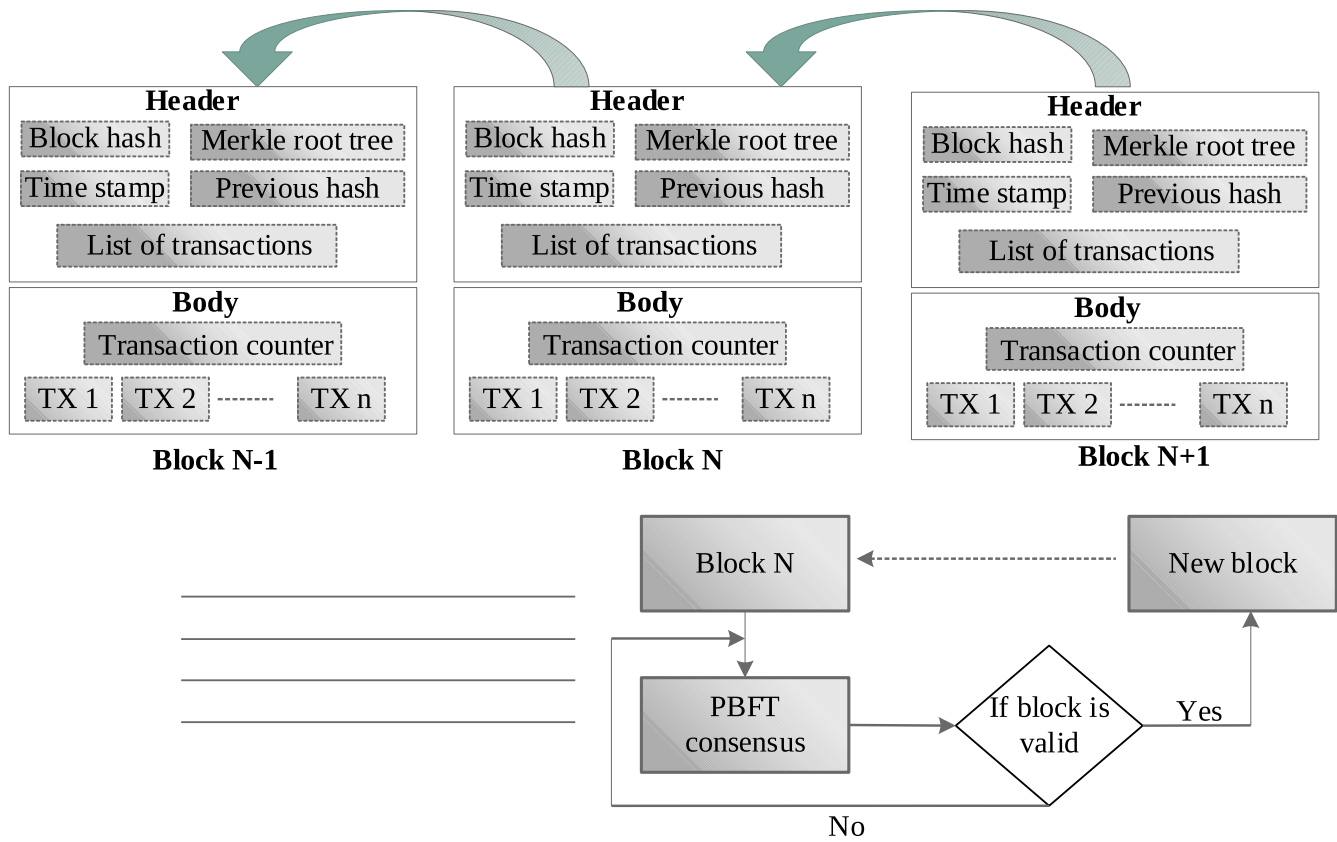 Header
Block hash
Merkle root tree
Time stamp
Previous hash
List of transactions
Body
Transaction counter
TX 1
TX 2
TX n
Block N-1
Header
Block hash
Merkle root tree
Time stamp
Previous hash
List of transactions
Body
Transaction counter
TX 1
TX 2
TX n
Block N
Header
Block hash
Merkle root tree
Time stamp
Previous hash
List of transactions
Body
Transaction counter
TX 1
TX 2
TX n
Block N+1
Block N
New block
PBFT
consensus
If block is
valid
Yes
No